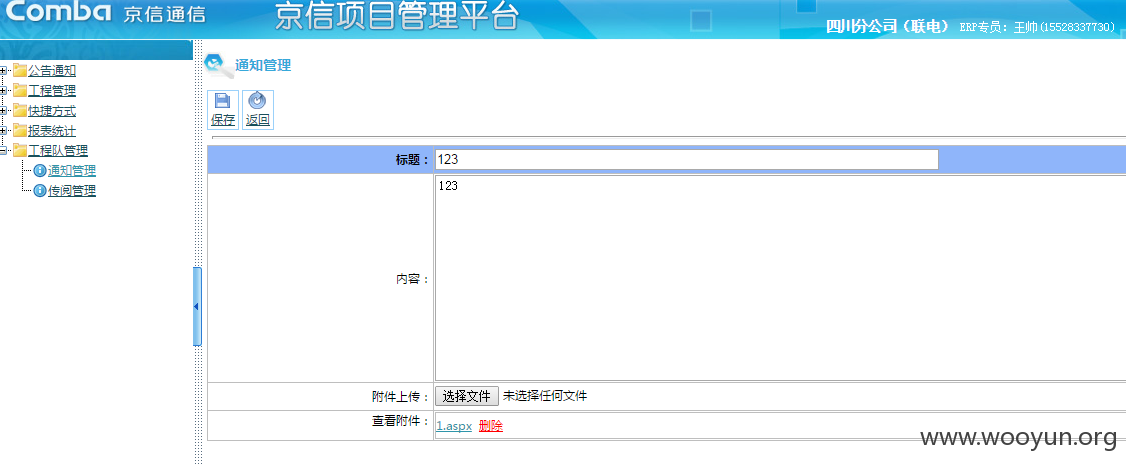 Comba 京信通信
京信项目管理平台
四川分公司（联电） ERP专员：王帅(15528337730)
公告通知
工程管理
快捷方式
报表统计
工程队管理
通知管理
传阅管理
通知管理
保存 返回
标题： 123
内容： 123
附件上传： 选择文件 未选择任何文件
查看附件： 1.aspx 删除
www.wooyun.org